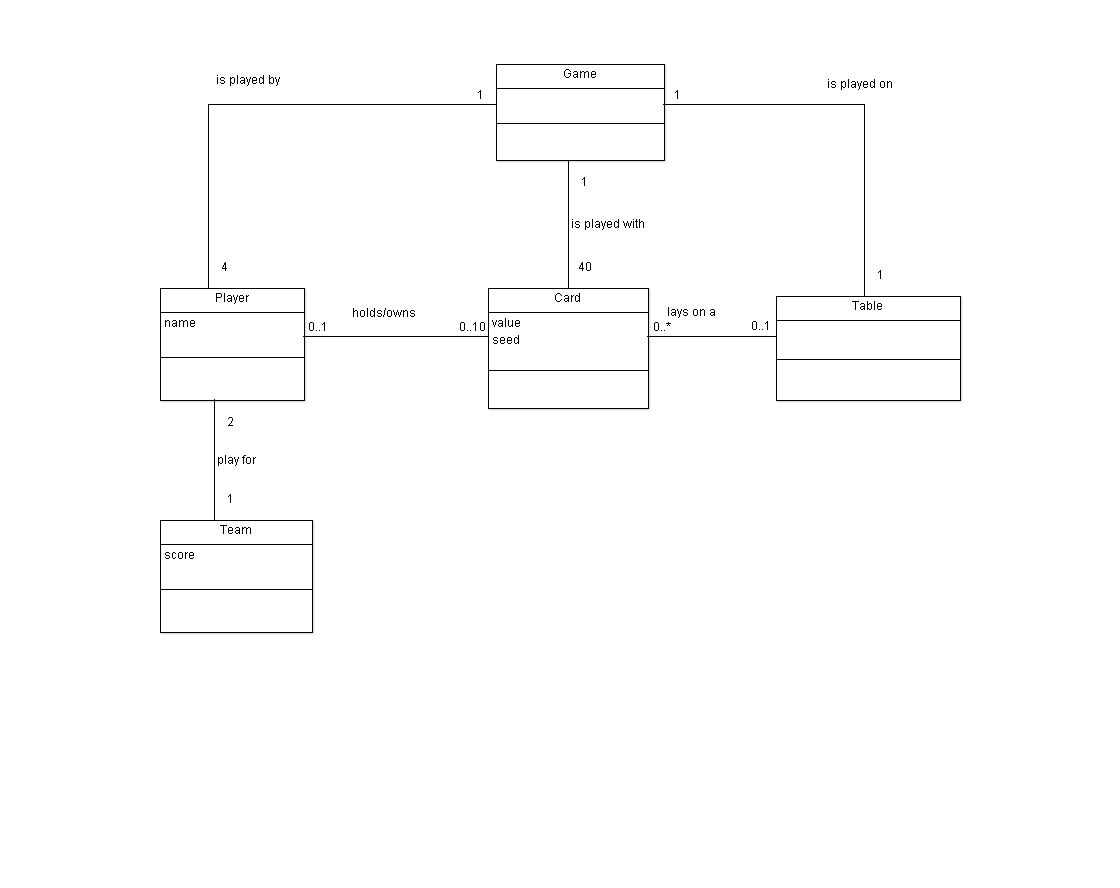 Game
is played by
is played on
1
1
1
is played with
4
40
1
Player
Card
Table
name
holds/owns
0..1
0..10
value
seed
lays on a
0..*
0..1
2
play for
1
Team
score